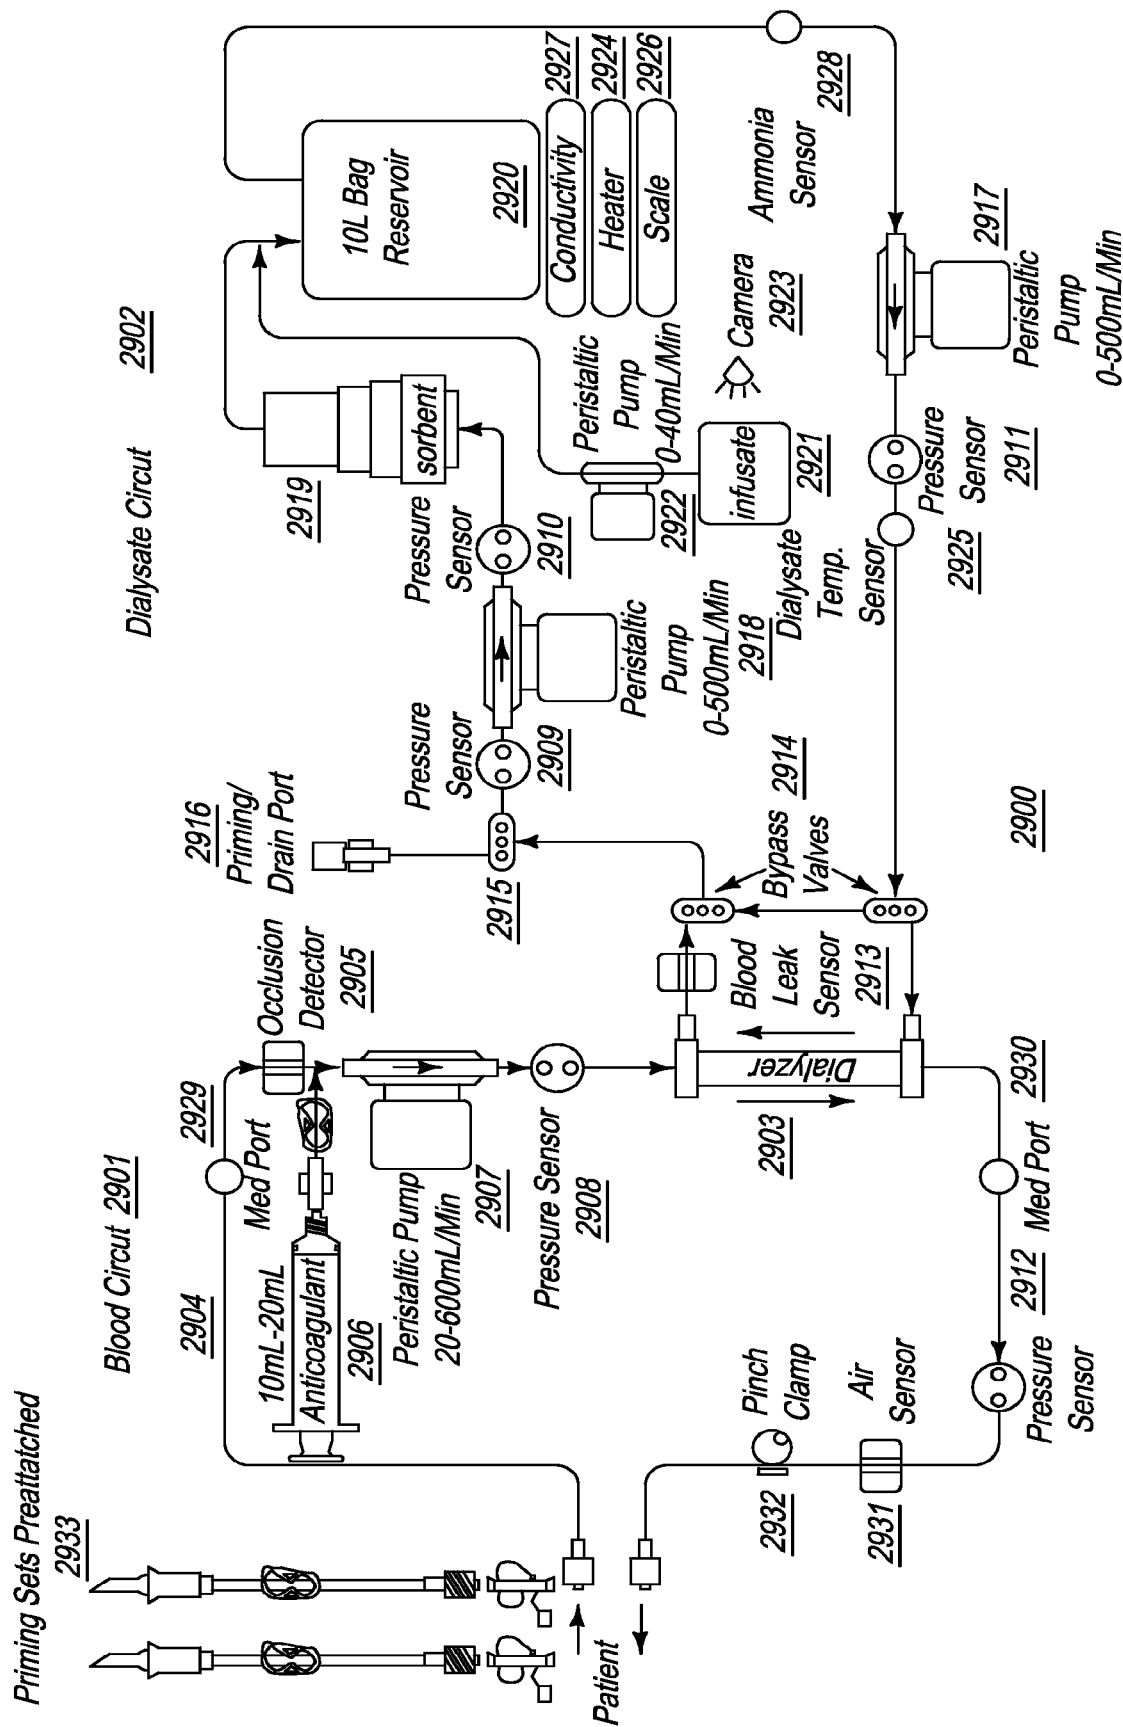 Priming Sets Preattatched
2933
Blood Circut 2901
2904
2929
Med Port
10mL-20mL
Anticoagulant
2906
Occlusion
Detector
2905
Peristaltic Pump
20-600mL/Min
2907
Pressure Sensor
2908
Patient
Dialyzer
2903
Pinch
Clamp
2932
Air
Sensor
2931
Pressure
Sensor
2912
Med Port
2930
Dialysate Circut
2902
2916
Priming/
Drain Port
2915
Pressure
Sensor
2909
Peristaltic
Pump
0-500mL/Min
2918
Pressure
Sensor
2910
2919
sorbent
10L Bag
Reservoir
2920
Conductivity
2927
Heater
2924
Scale
2926
Peristaltic
Pump
0-40mL/Min
2922
infusate
2921
Camera
2923
Ammonia
Sensor
2928
Peristaltic
Pump
0-500mL/Min
2917
Pressure
Sensor
2911
Dialysate
Temp.
Sensor
2925
Bypass
Valves
2914
Blood
Leak
Sensor
2913
2900